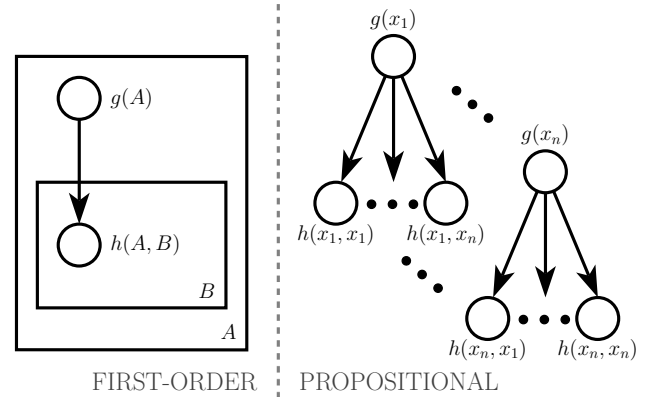 g(x₁)
g(A)
g(xₙ)
h(x₁, x₁) h(x₁, xₙ)
h(A, B)
B
A
h(xₙ, x₁) h(xₙ, xₙ)
FIRST-ORDER PROPOSITIONAL